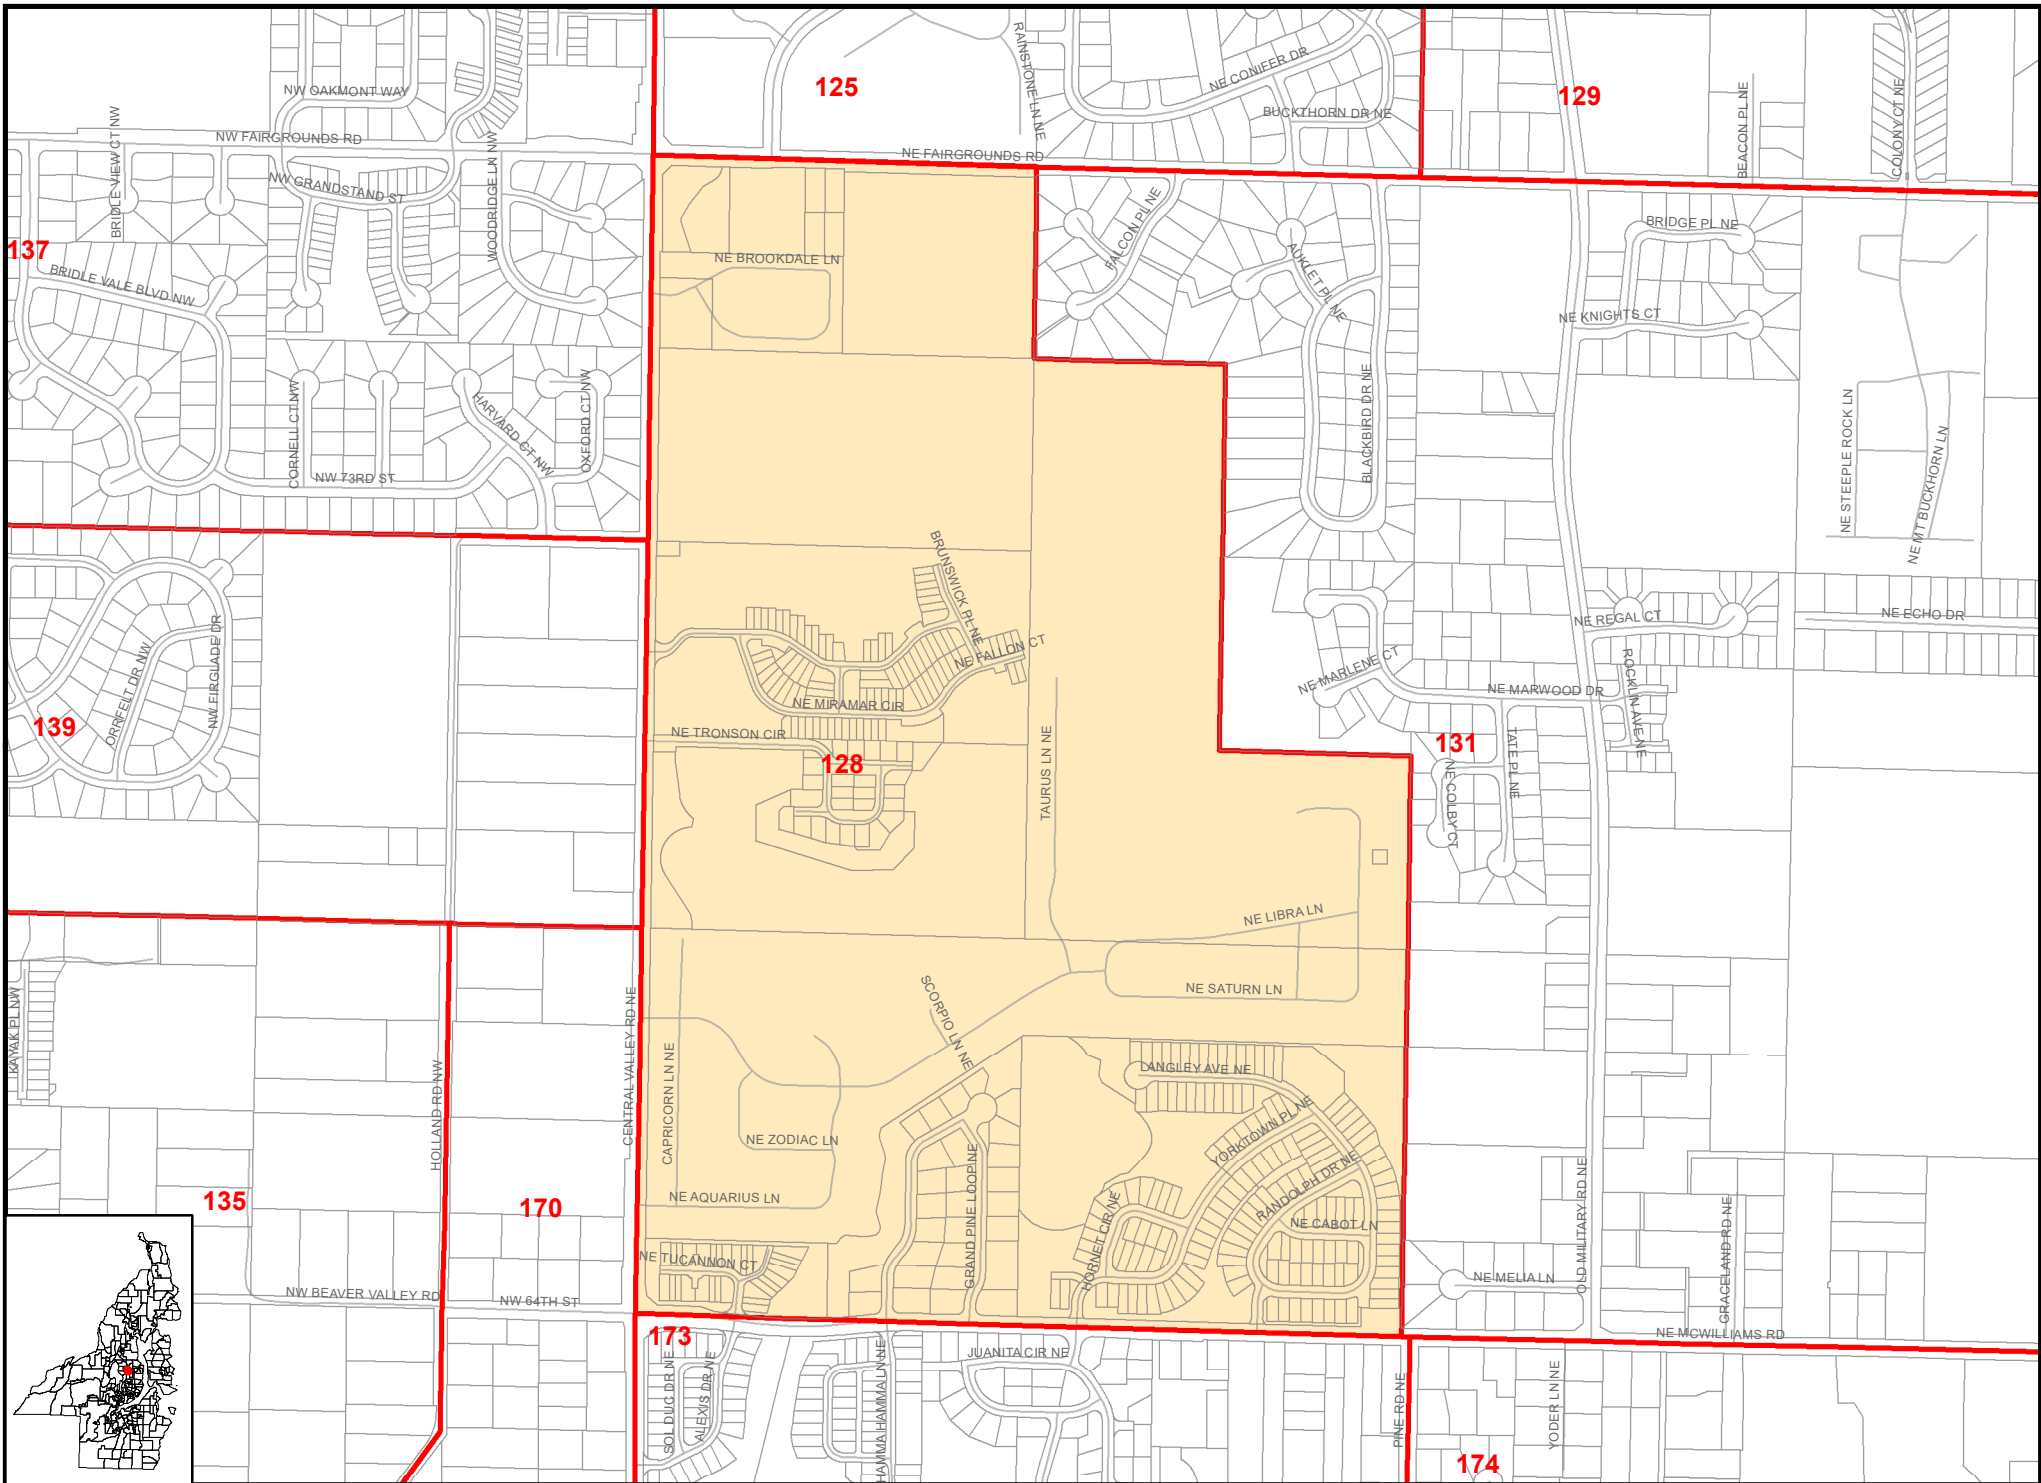 125
129
RAINSTONE LN NE
NE CONIFER DR
BUCKTHORN DR NE
BEACON PL NE
COLONY CT NE
NW OAKMONT WAY
NW FAIRGROUNDS RD
NE FAIRGROUNDS RD
BRIDLE VIEW CT NW
NW GRANDSTAND ST
WOODRIDGE LN NW
137
BRIDLE VALE BLVD NW
NE BROOKDALE LN
FALCON PL NE
AUKLET PL NE
BRIDGE PL NE
NE KNIGHTS CT
CORNELL CT NW
HARVARD CT NW
OXFORD CT NW
NW 73RD ST
BLACKBIRD DR NE
NE STEEPLE ROCK LN
NE MT BUCKHORN LN
BRUNSWICK PL NE
NE FALLON CT
NE MIRAMAR CIR
NE TRONSON CIR
128
TAURUS LN NE
NE MARLENE CT
NE MARWOOD DR
NE REGAL CT
NE ECHO DR
ROCKLIN AVE NE
131
TATE PL NE
NE COLBY CT
ORRFELT DR NW
NW FIRGLADE DR
139
NE LIBRA LN
NE SATURN LN
SCORPIO LN NE
KAYAK PL NW
HOLLAND RD NW
CENTRAL VALLEY RD NE
CAPRICORN LN NE
NE ZODIAC LN
NE AQUARIUS LN
LANGLEY AVE NE
YORKTOWN PL NE
RANDOLPH DR NE
NE CABOT LN
HORNET CIR NE
GRAND PINE LOOP NE
135
170
NE TUCANNON CT
NW BEAVER VALLEY RD
NW 64TH ST
NE MELIA LN
OLD MILITARY RD NE
GRACELAND RD NE
NE MCWILLIAMS RD
173
SOL DUC DR NE
ALEXIS DR NE
HAMMA HAMMA LN NE
JUANITA CIR NE
PINE RD NE
YODER LN NE
174